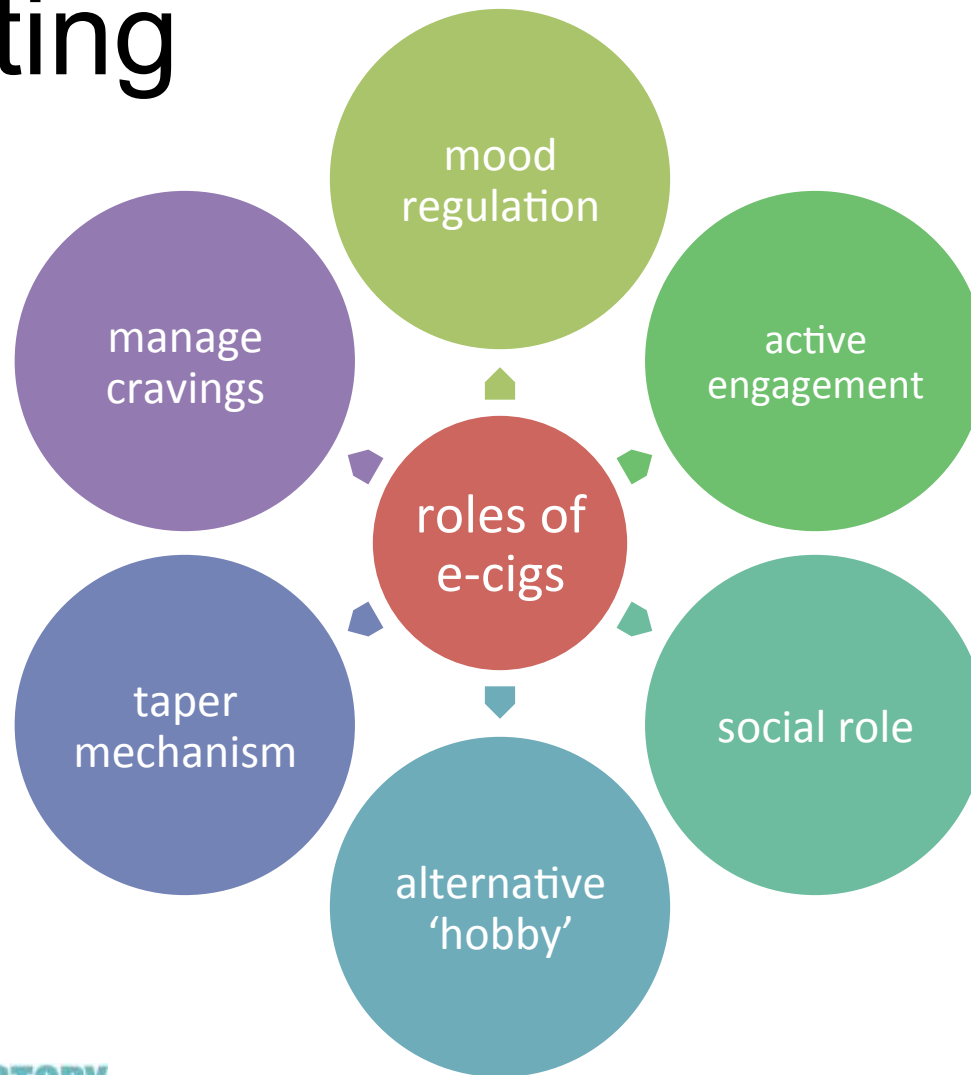 ting
mood
regulation
active
engagement
social role
alternative
‘hobby’
taper
mechanism
manage
cravings
roles of
e-cigs